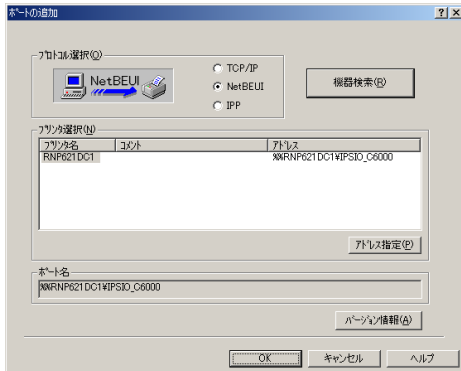 ポートの追加
プロトコル選択(O)
NetBEUI
TCP/IP
NetBEUI
IPP
機器検索(R)
プリンタ選択(N)
プリンタ名 コメント アドレス
RNP621DC1 %%RNP621DC1¥IPSIO_C6000
アドレス指定(P)
ポート名
%%RNP621DC1¥IPSIO_C6000
バージョン情報(A)
OK キャンセル ヘルプ